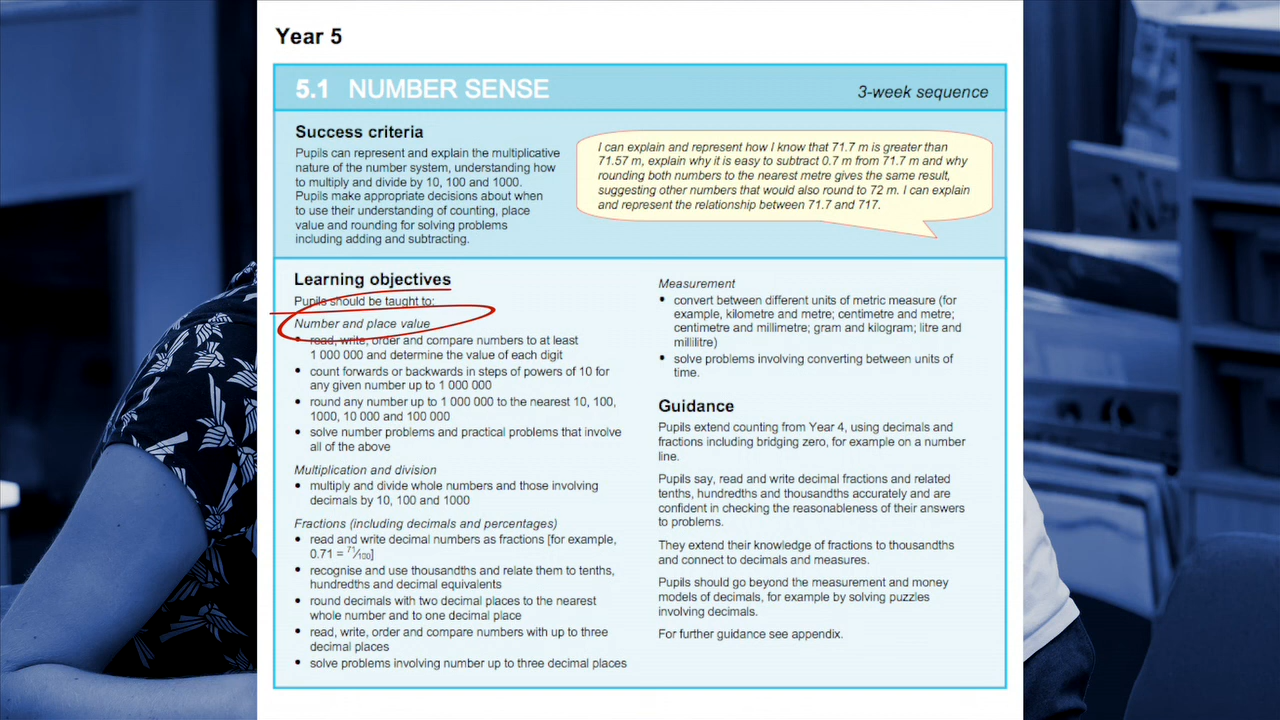 Year 5
5.1 NUMBER SENSE
3-week sequence
Success criteria
Pupils can represent and explain the multiplicative
nature of the number system, understanding how
to multiply and divide by 10, 100 and 1000.
Pupils make appropriate decisions about when
to use their understanding of counting, place
value and rounding for solving problems
including adding and subtracting.
I can explain and represent how I know that 71.7 m is greater than
71.57 m, explain why it is easy to subtract 0.7 m from 71.7 m and why
rounding both numbers to the nearest metre gives the same result,
suggesting other numbers that would also round to 72 m. I can explain
and represent the relationship between 71.7 and 717.
Learning objectives
Pupils should be taught to:
Number and place value
• read, write, order and compare numbers to at least
1 000 000 and determine the value of each digit
• count forwards or backwards in steps of powers of 10 for
any given number up to 1 000 000
• round any number up to 1 000 000 to the nearest 10, 100,
1000, 10 000 and 100 000
• solve number problems and practical problems that involve
all of the above
Multiplication and division
• multiply and divide whole numbers and those involving
decimals by 10, 100 and 1000
Fractions (including decimals and percentages)
• read and write decimal numbers as fractions [for example,
0.71 = 71/100]
• recognise and use thousandths and relate them to tenths,
hundredths and decimal equivalents
• round decimals with two decimal places to the nearest
whole number and to one decimal place
• read, write, order and compare numbers with up to three
decimal places
• solve problems involving number up to three decimal places
Measurement
• convert between different units of metric measure (for
example, kilometre and metre; centimetre and metre;
centimetre and millimetre; gram and kilogram; litre and
millilitre)
• solve problems involving converting between units of
time.
Guidance
Pupils extend counting from Year 4, using decimals and
fractions including bridging zero, for example on a number
line.
Pupils say, read and write decimal fractions and related
tenths, hundredths and thousandths accurately and are
confident in checking the reasonableness of their answers
to problems.
They extend their knowledge of fractions to thousandths
and connect to decimals and measures.
Pupils should go beyond the measurement and money
models of decimals, for example by solving puzzles
involving decimals.
For further guidance see appendix.